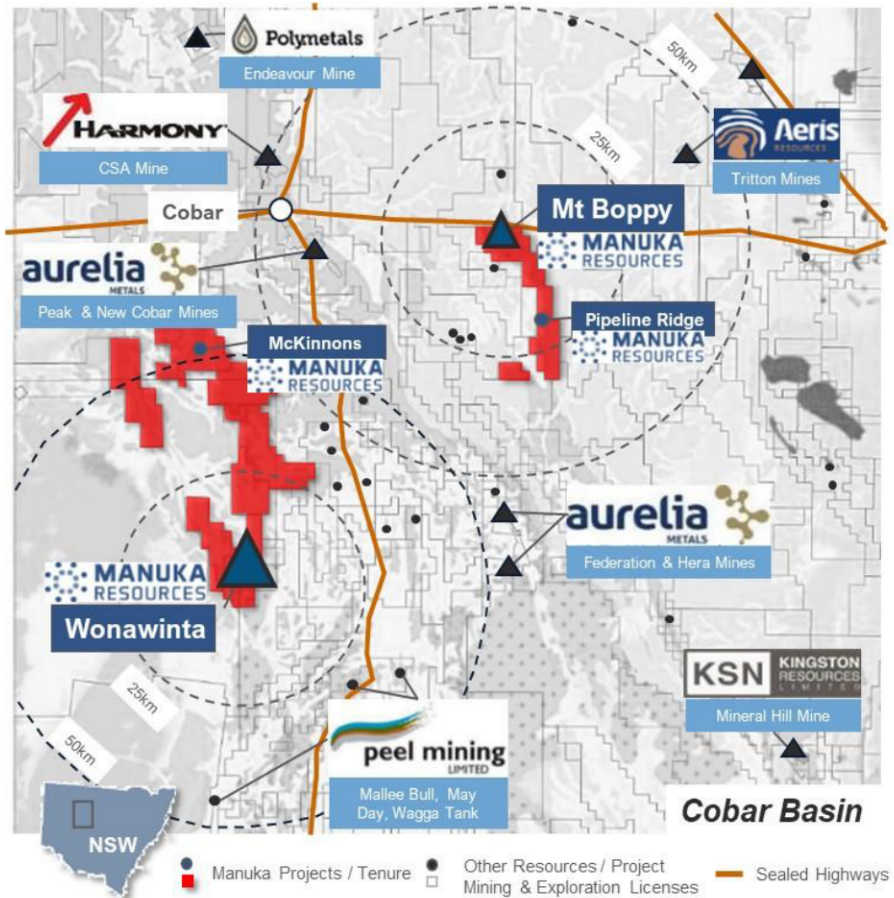 Polymetals
Endeavour Mine
50km
HARMONY
CSA Mine
25km
Aeris
RESOURCES
Tritton Mines
Cobar
Mt Boppy
MANUKA
RESOURCES
aurelia
METALS
Peak & New Cobar Mines
McKinnons
MANUKA
RESOURCES
Pipeline Ridge
MANUKA
RESOURCES
aurelia
METALS
Federation & Hera Mines
MANUKA
RESOURCES
Wonawinta
KSN
KINGSTON
RESOURCES
LIMITED
Mineral Hill Mine
25km
50km
peel mining
LIMITED
Mallee Bull, May
Day, Wagga Tank
Cobar Basin
NSW
Manuka Projects / Tenure
Other Resources / Project
Mining & Exploration Licenses
Sealed Highways